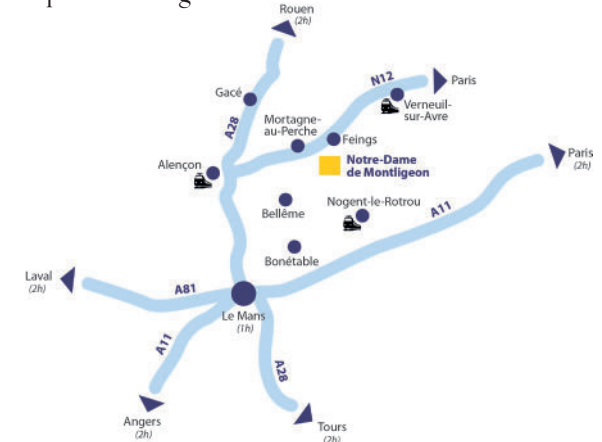 Rouen
(2h)
N12
Paris
Gacé
Verneuil-
sur-Avre
A28
Mortagne-
au-Perche
Feings
Paris
(2h)
Alençon
Notre-Dame
de Montligeon
Nogent-le-Rotrou
A11
Bellême
Bonétable
Laval
(2h)
A81
Le Mans
(1h)
A11
A28
Angers
(2h)
Tours
(2h)